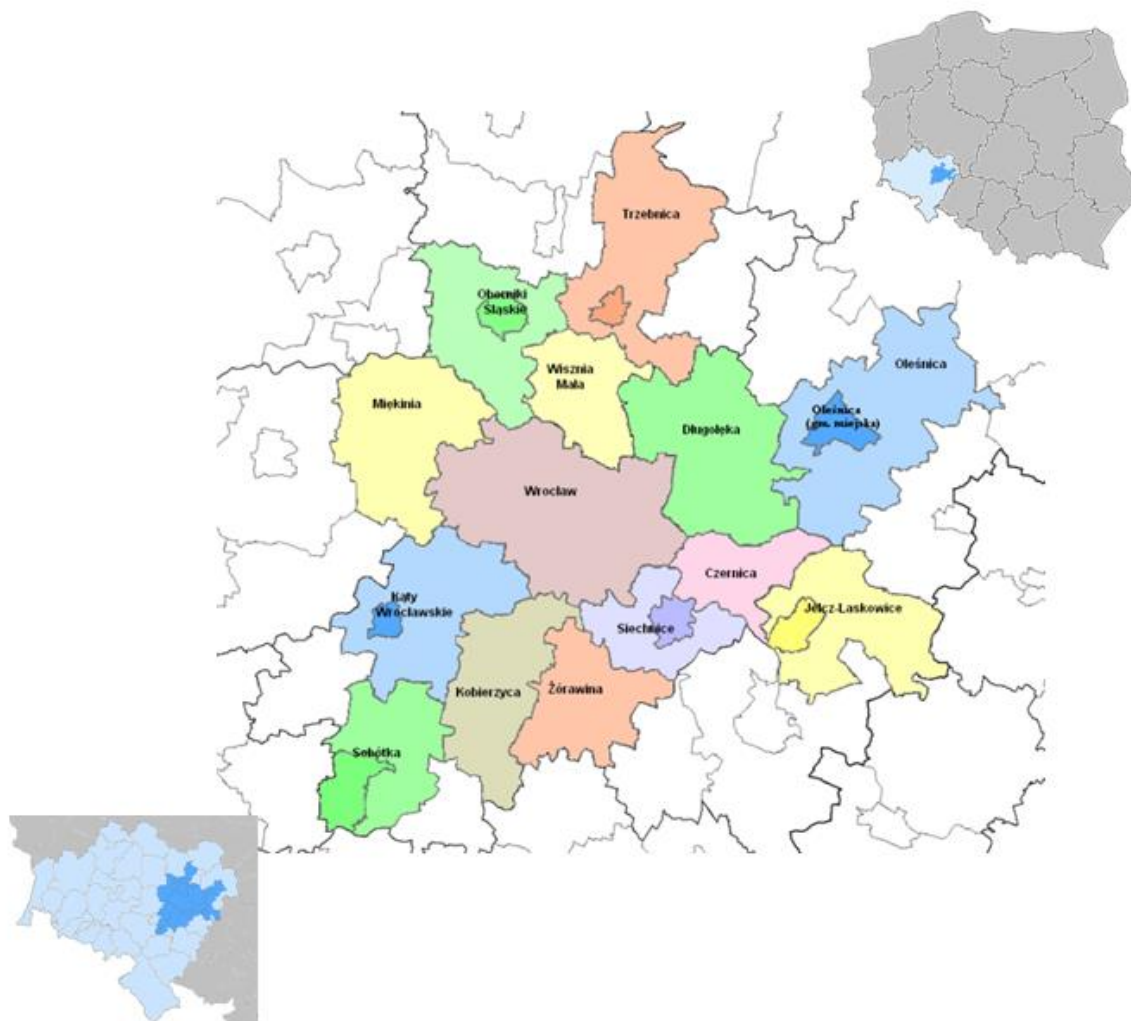 Trzebnica
Oborniki
Śląskie
Wisznia
Mała
Oleśnica
Miękinia
Oleśnica
(gm. miejska)
Długołęka
Wrocław
Czernica
Kąty
Wrocławskie
Jelcz-Laskowice
Siechnice
Kobierzyca
Żórawina
Sobótka